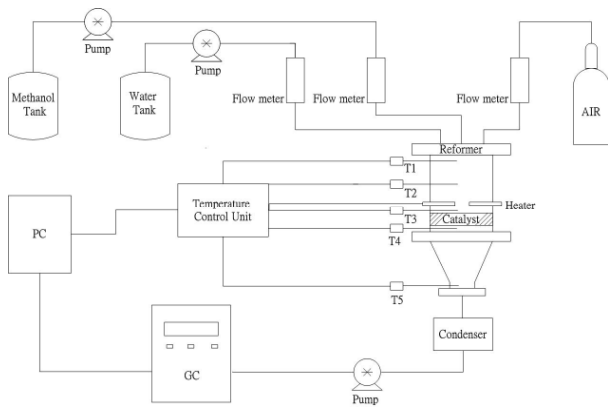 Pump
Pump
Methanol
Tank
Water
Tank
Flow meter
Flow meter
Flow meter
AIR
Reformer
T1
T2
Temperature
Control Unit
Heater
T3
Catalyst
PC
T4
T5
Condenser
GC
Pump